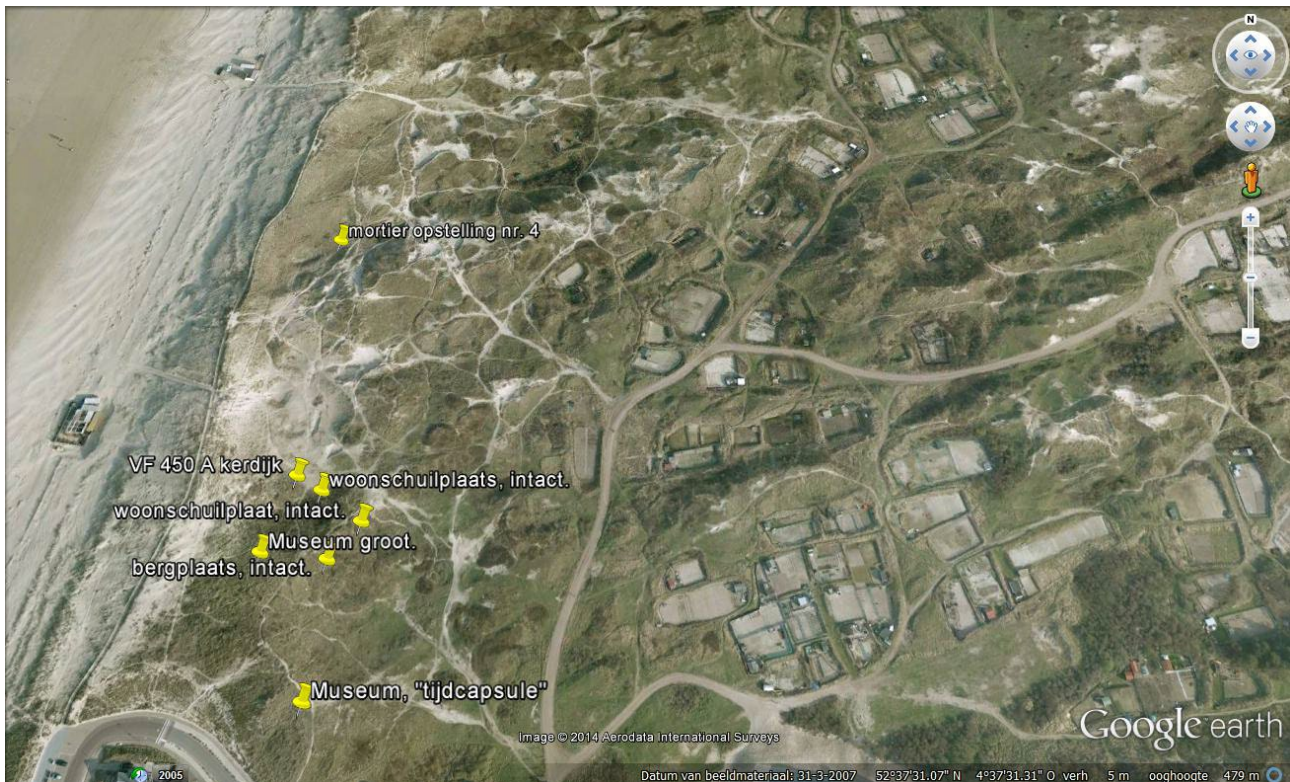 N
mortier opstelling nr. 4
VF 450 A kerdijk
woonschuilplaats, intact.
woonschuilplaat, intact.
Museum groot.
bergplaats, intact.
Museum, "tijdcapsule"
Google earth
Image © 2014 Aerodata International Surveys
2005
Datum van beeldmateriaal: 31-3-2007 52°37'31.07" N 4°37'31.31" O verh 5 m ooghoogte 479 m